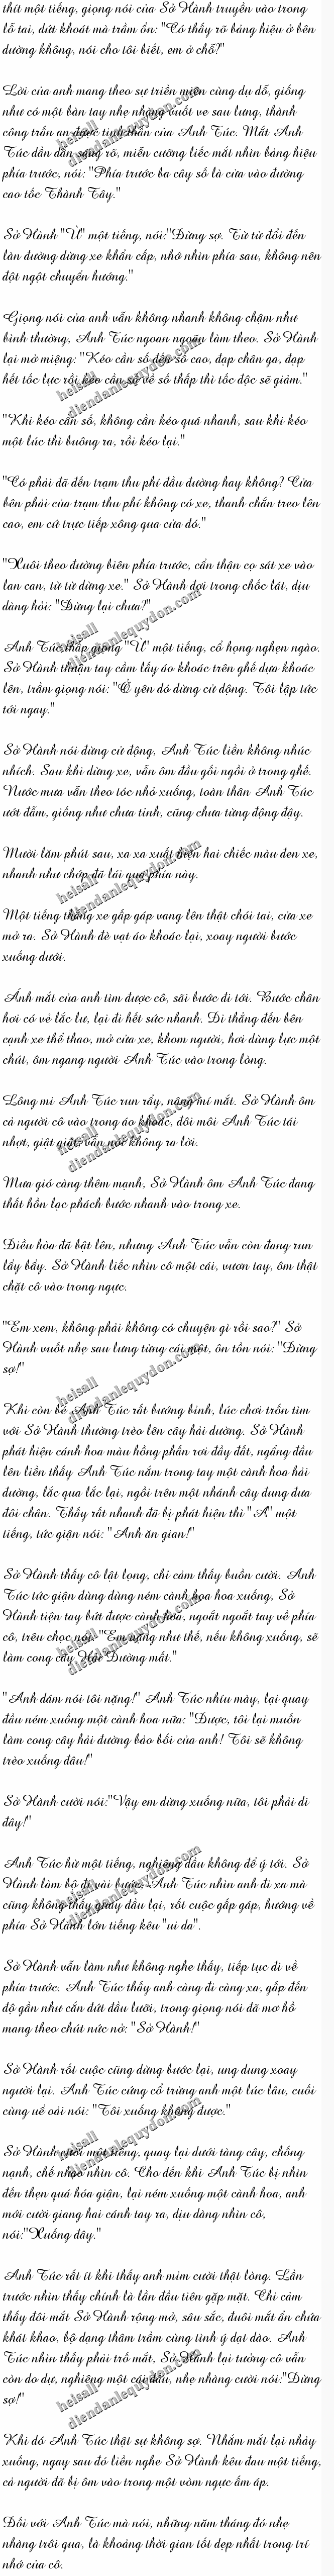 thít một tiếng, giọng nói của Sở Hành truyền vào trong
lỗ tai, dứt khoát mà trầm ổn: "Có thấy rõ bảng hiệu ở bên
đường không, nói cho tôi biết, em ở chỗ?"
Lời của anh mang theo sự triền miên cùng dụ dỗ, giống
như có một bàn tay nhẹ nhàng vuốt ve sau lưng, thành
công trấn an được tinh thần của Anh Túc. Mắt Anh
Túc dần dần sáng rõ, miễn cưỡng liếc mắt nhìn bảng hiệu
phía trước, nói: "Phía trước ba cây số là cửa vào đường
cao tốc Thành Tây."
Sở Hành "Ừ" một tiếng, nói:"Đừng sợ. Từ từ đổi đến
làn đường dừng xe khẩn cấp, nhớ nhìn phía sau, không nên
đột ngột chuyển hướng."
Giọng nói của anh vẫn không nhanh không chậm như
bình thường, Anh Túc ngoan ngoãn làm theo. Sở Hành
lại mở miệng: "Kéo cần số đến số cao, đạp chân ga, đạp
hết tốc lực rồi kéo cần số về số thấp thì tốc độc sẽ giảm."
"Khi kéo cần số, không cần kéo quá nhanh, sau khi kéo
một lúc thì buông ra, rồi kéo lại."
"Có phải đã đến trạm thu phí đầu đường hay không? Cửa
bên phải của trạm thu phí không có xe, thanh chắn treo lên
cao, em cứ trực tiếp xông qua cửa đó."
"Xuôi theo đường biên phía trước, cẩn thận cọ sát xe vào
lan can, từ từ dừng xe." Sở Hành đợi trong chốc lát, dịu
dàng hỏi: "Dừng lại chưa?"
Anh Túc thấp giọng "Ừ" một tiếng, cổ họng nghẹn ngào.
Sở Hành thuận tay cầm lấy áo khoác trên ghế dựa khoác
lên, trầm giọng nói: "Ở yên đó đừng cử động. Tôi lập tức
tới ngay."
Sở Hành nói đừng cử động, Anh Túc liền không nhúc
nhích. Sau khi dừng xe, vẫn ôm đầu gối ngồi ở trong ghế.
Nước mưa vẫn theo tóc nhỏ xuống, toàn thân Anh Túc
ướt đẫm, giống như chưa tỉnh, cũng chưa từng động đậy.
Mười lăm phút sau, xa xa xuất hiện hai chiếc màu đen xe,
nhanh như chớp đã lái qua phía này.
Một tiếng thắng xe gấp gáp vang lên thật chói tai, cửa xe
mở ra. Sở Hành đè vạt áo khoác lại, xoay người bước
xuống dưới.
Ánh mắt của anh tìm được cô, sãi bước đi tới. Bước chân
hơi có vẻ lắc lư, lại đi hết sức nhanh. Đi thẳng đến bên
cạnh xe thể thao, mở cửa xe, khom người, hơi dùng lực một
chút, ôm ngang người Anh Túc vào trong lòng.
Lông mi Anh Túc run rẩy, nâng mí mắt. Sở Hành ôm
cả người cô vào trong áo khoác, đôi môi Anh Túc tái
nhợt, giật giật, vẫn nói không ra lời.
Mưa gió càng thêm mạnh, Sở Hành ôm Anh Túc đang
thất hồn lạc phách bước nhanh vào trong xe.
Điều hòa đã bật lên, nhưng Anh Túc vẫn còn đang run
lẩy bẩy. Sở Hành liếc nhìn cô một cái, vươn tay, ôm thật
chặt cô vào trong ngực.
"Em xem, không phải không có chuyện gì rồi sao?" Sở
Hành vuốt nhẹ sau lưng từng cái một, ôn tồn nói: "Đừng
sợ!"
Khi còn bé Anh Túc rất bướng bỉnh, lúc chơi trốn tìm
với Sở Hành thường trèo lên cây hải đường. Sở Hành
phát hiện cánh hoa màu hồng phấn rơi đầy đất, ngẩng đầu
lên liền thấy Anh Túc nắm trong tay một cành hoa hải
đường, lắc qua lắc lại, ngồi trên một nhánh cây đung đưa
đôi chân. Thấy rất nhanh đã bị phát hiện thì "A" một
tiếng, tức giận nói: "Anh ăn gian!"
Sở Hành thấy cô lật lọng, chỉ cảm thấy buồn cười. Anh
Túc tức giận đùng đùng ném cành hoa hoa xuống, Sở
Hành tiện tay bắt được cành hoa, ngoắt ngoắt tay về phía
cô, trêu chọc nói: "Em nặng như thế, nếu không xuống, sẽ
làm cong cây Hải Đường mất."
"Anh dám nói tôi nặng!" Anh Túc nhíu mày, lại quay
đầu ném xuống một cành hoa nữa: "Được, tôi lại muốn
làm cong cây hải đường bảo bối của anh! Tôi sẽ không
trèo xuống đâu!"
Sở Hành cười nói:"Vậy em đừng xuống nữa, tôi phải đi
đây!"
Anh Túc hừ một tiếng, nghiêng đầu không để ý tới. Sở
Hành làm bộ đi vài bước. Anh Túc nhìn anh đi xa mà
cũng không thấy quay đầu lại, rốt cuộc gấp gáp, hướng về
phía Sở Hành lớn tiếng kêu "ui da".
Sở Hành vẫn làm như không nghe thấy, tiếp tục đi về
phía trước. Anh Túc thấy anh càng đi càng xa, gấp đến
độ gần như cắn đứt đầu lưỡi, trong giọng nói đã mơ hồ
mang theo chút nức nở: "Sở Hành!"
Sở Hành rốt cuộc cũng dừng bước lại, ung dung xoay
người lại. Anh Túc cứng cổ trừng anh một lúc lâu, cuối
cùng uể oải nói: "Tôi xuống không được."
Sở Hành cười một tiếng, quay lại dưới tàng cây, chống
nạnh, chế nhạo nhìn cô. Cho đến khi Anh Túc bị nhìn
đến thẹn quá hóa giận, lại ném xuống một cành hoa, anh
mới cười giang hai cánh tay ra, dịu dàng nhìn cô,
nói:"Xuống đây."
Anh Túc rất ít khi thấy anh mỉm cười thật lòng. Lần
trước nhìn thấy chính là lần đầu tiên gặp mặt. Chỉ cảm
thấy đôi mắt Sở Hành rộng mở, sâu sắc, đuôi mắt ẩn chứa
khát khao, bộ dạng thâm trầm cùng tình ý dạt dào. Anh
Túc nhìn thấy phải trố mắt, Sở Hành lại tưởng cô vẫn
còn do dự, nghiêng một cái đầu, nhẹ nhàng cười nói:"Đừng
sợ!"
Khi đó Anh Túc thật sự không sợ. Nhắm mắt lại nhảy
xuống, ngay sau đó liền nghe Sở Hành kêu đau một tiếng,
cả người đã bị ôm vào trong một vòm ngực ấm áp.
Đối với Anh Túc mà nói, những năm tháng đó nhẹ
nhàng trôi qua, là khoảng thời gian tốt đẹp nhất trong trí
nhớ của cô.
heisall
diendanlequydon.com